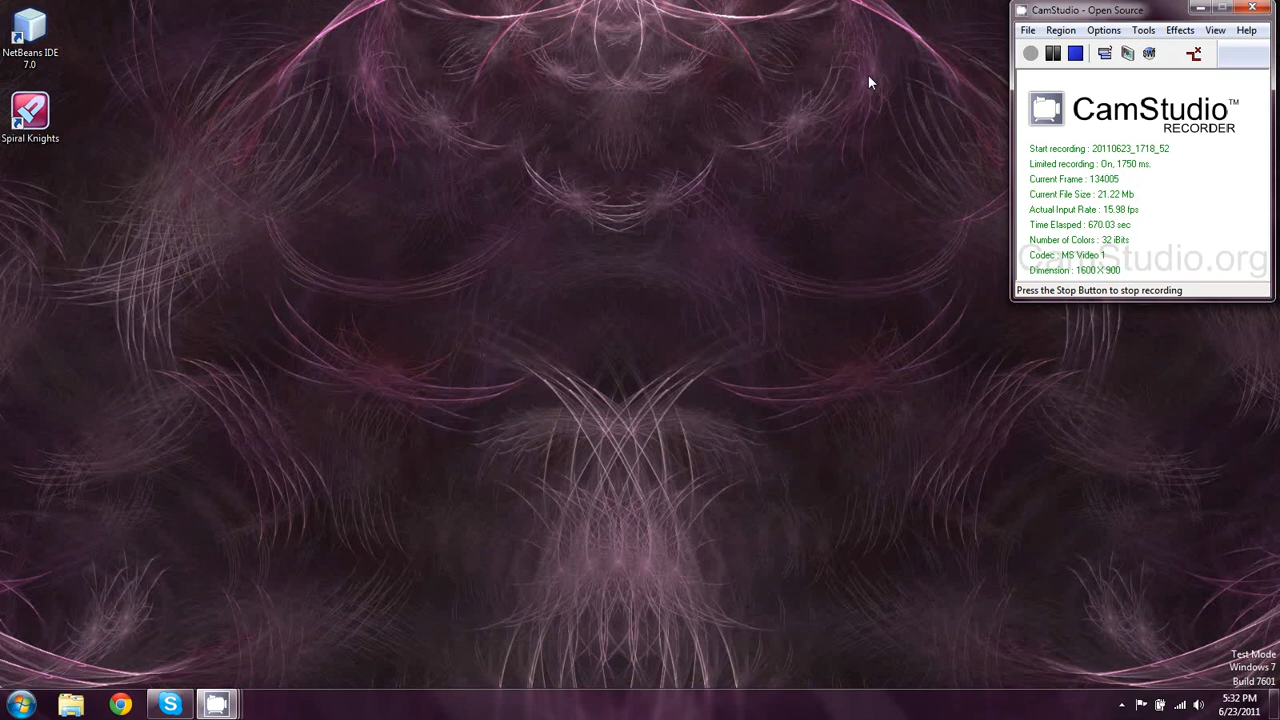 NetBeans IDE
7.0
Spiral Knights
CamStudio - Open Source
File Region Options Tools Effects View Help
CamStudio™
RECORDER
Start recording : 20110623_1718_52
Limited recording : On, 1750 ms.
Current Frame : 134005
Current File Size : 21.22 Mb
Actual Input Rate : 15.98 fps
Time Elasped : 670.03 sec
Number of Colors : 32 iBits
Codec : MS Video 1
CamStudio.org
Dimension : 1600 X 900
Press the Stop Button to stop recording
Test Mode
Windows 7
Build 7601
5:32 PM
6/23/2011